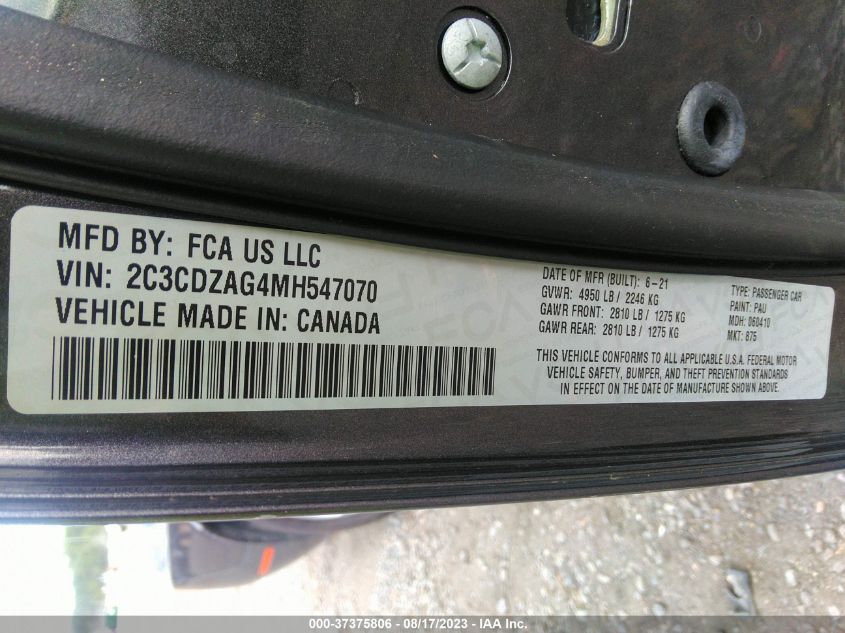 MFD BY: FCA US LLC
VIN: 2C3CDZAG4MH547070
VEHICLE MADE IN: CANADA
DATE OF MFR (BUILT): 6-21
GVWR: 4950 LB / 2246 KG
GAWR FRONT: 2810 LB / 1275 KG
GAWR REAR: 2810 LB / 1275 KG
TYPE: PASSENGER CAR
PAINT: PAU
MDH: 060410
MKT: 875
THIS VEHICLE CONFORMS TO ALL APPLICABLE U.S.A. FEDERAL MOTOR
VEHICLE SAFETY, BUMPER, AND THEFT PREVENTION STANDARDS
IN EFFECT ON THE DATE OF MANUFACTURE SHOWN ABOVE.
000-37375806 - 08/17/2023 - IAA Inc.